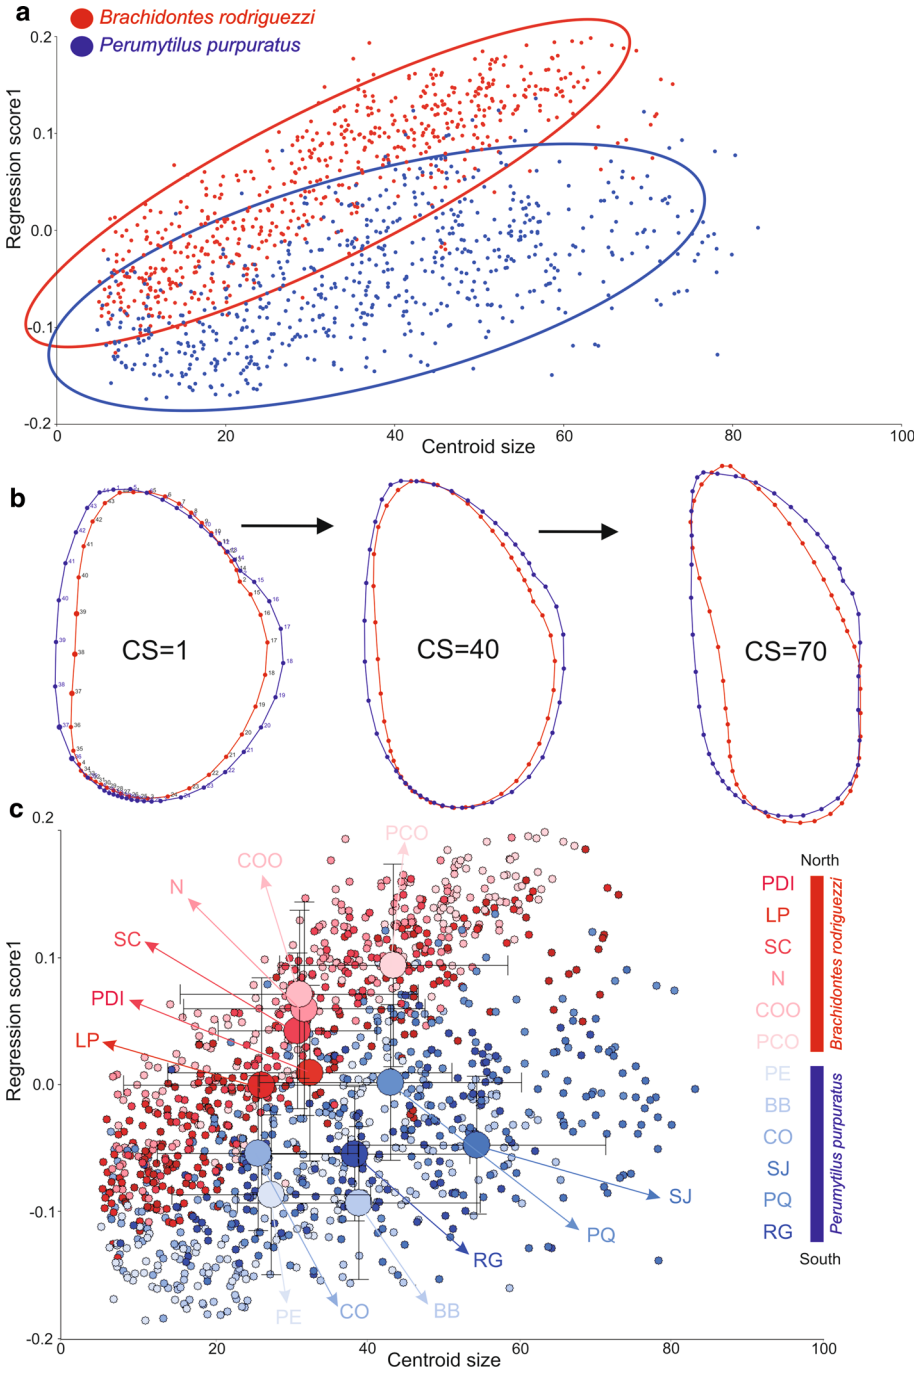 a
Brachidontes rodriguezzi
Perumytilus purpuratus
Regression score1
0.2
0.1
0.0
-0.1
-0.2
0 20 40 60 80 100
Centroid size
b
CS=1
CS=40
CS=70
c
Regression score1
0.2
0.1
0.0
-0.1
-0.2
PCO
COO
N
SC
PDI
LP
SJ
PQ
RG
PE
CO
BB
0 20 40 60 80 100
Centroid size
North
PDI
LP
SC
N
COO
PCO
Brachidontes rodriguezzi
PE
BB
CO
SJ
PQ
RG
Perumytilus purpuratus
South